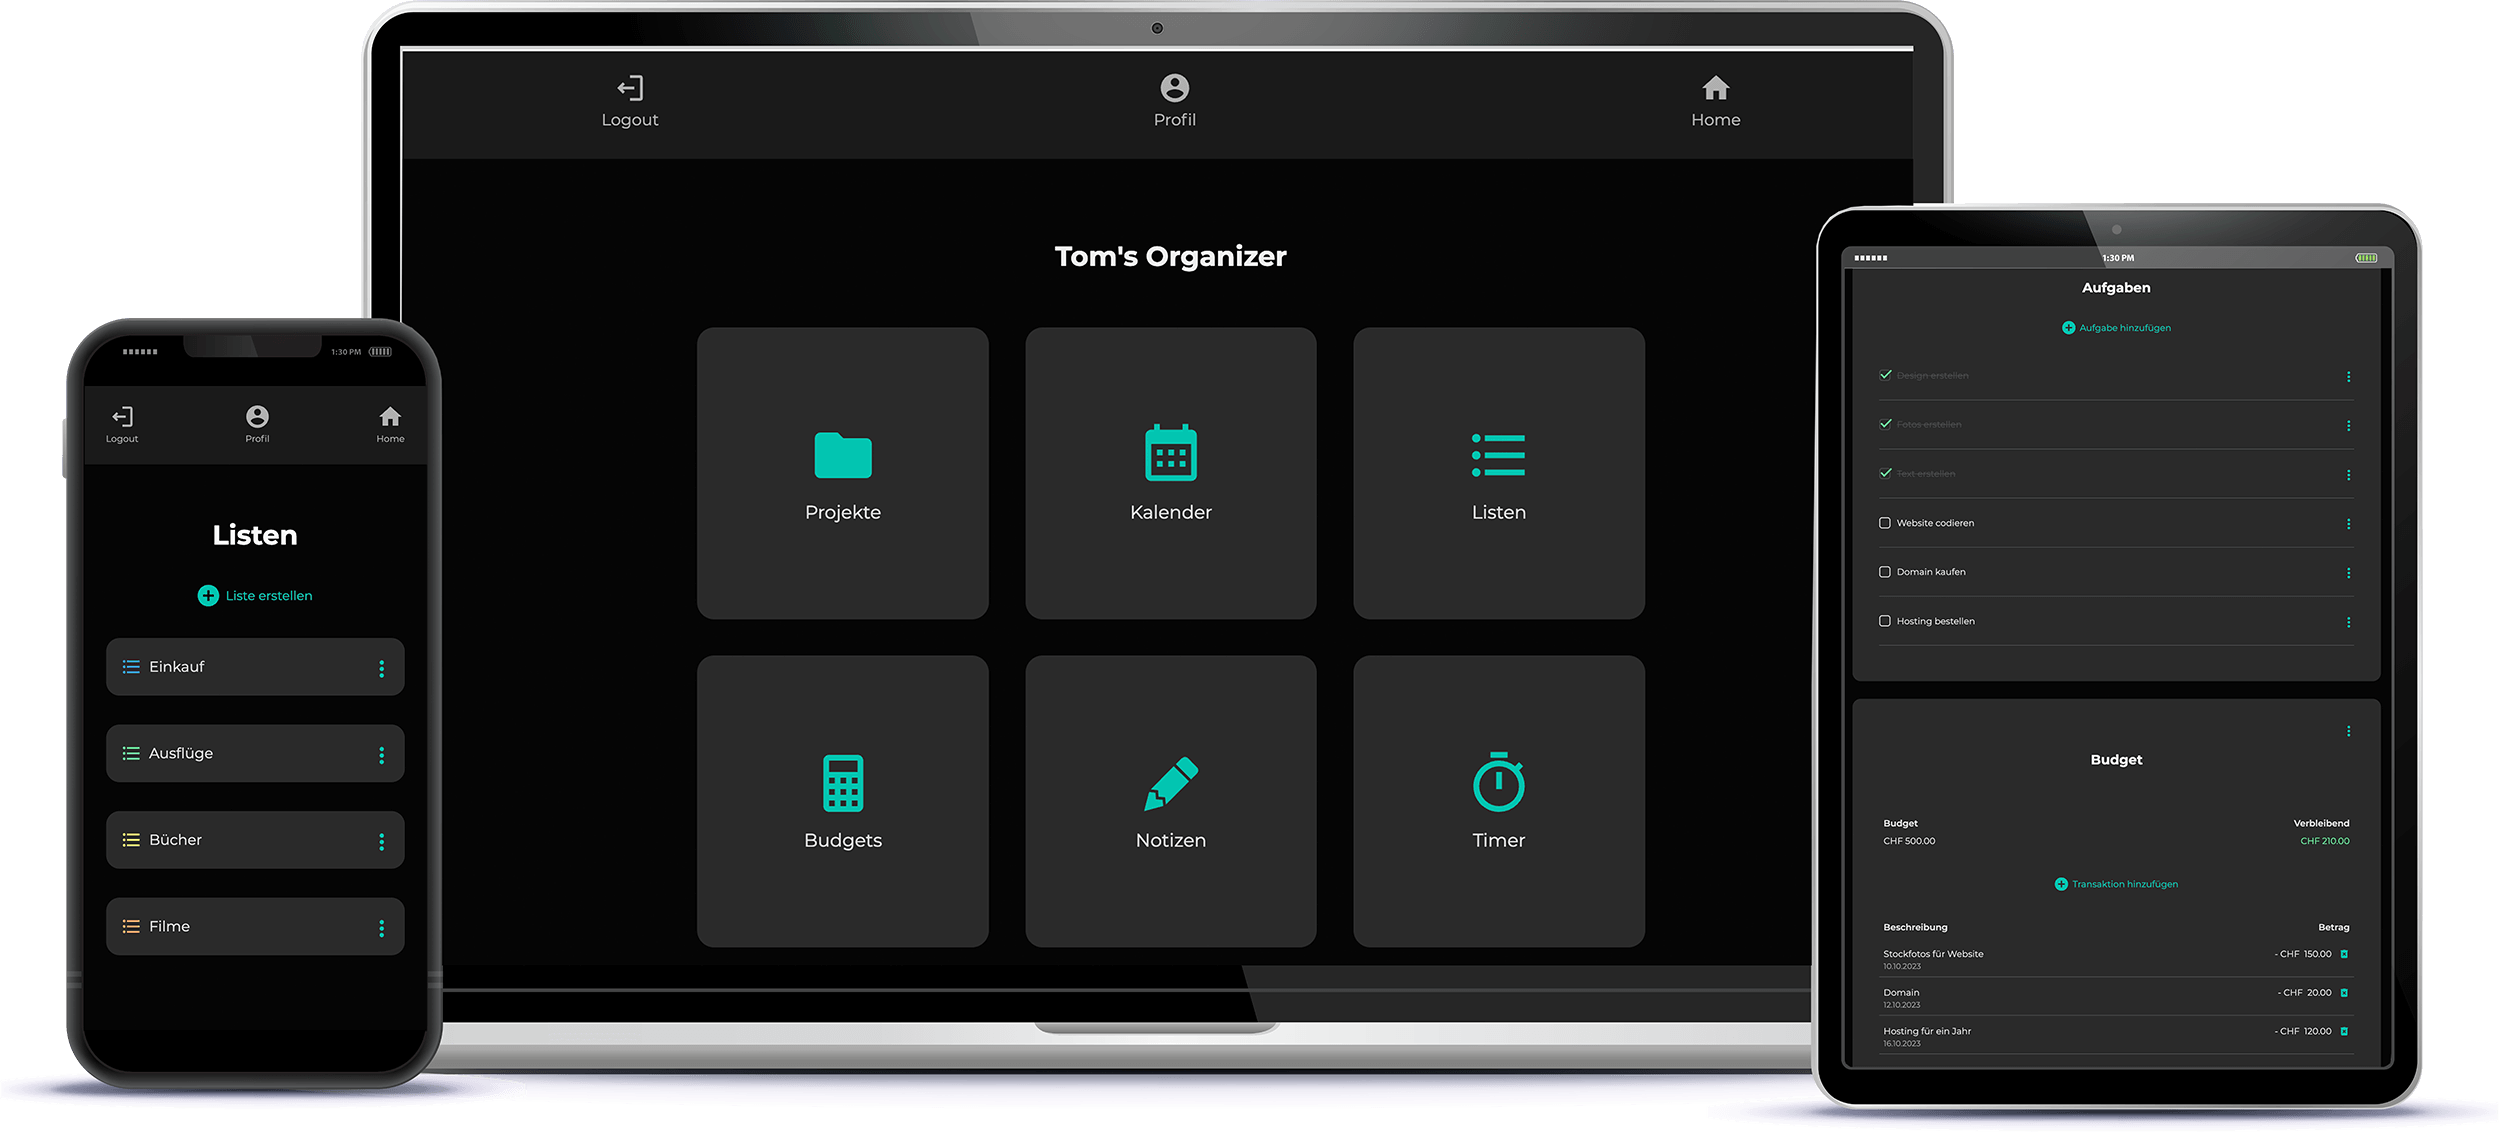 Logout
Profil
Home
Tom's Organizer
Projekte
Kalender
Listen
Budgets
Notizen
Timer
1:30 PM
Logout
Profil
Home
Listen
Liste erstellen
Einkauf
Ausflüge
Bücher
Filme
1:30 PM
Aufgaben
Aufgabe hinzufügen
Design erstellen
Fotos erstellen
Text erstellen
Website codieren
Domain kaufen
Hosting bestellen
Budget
Budget Verbleibend
CHF 500.00 CHF 210.00
Transaktion hinzufügen
Beschreibung Betrag
Stockfotos für Website - CHF 150.00
10.10.2023
Domain - CHF 20.00
12.10.2023
Hosting für ein Jahr - CHF 120.00
16.10.2023